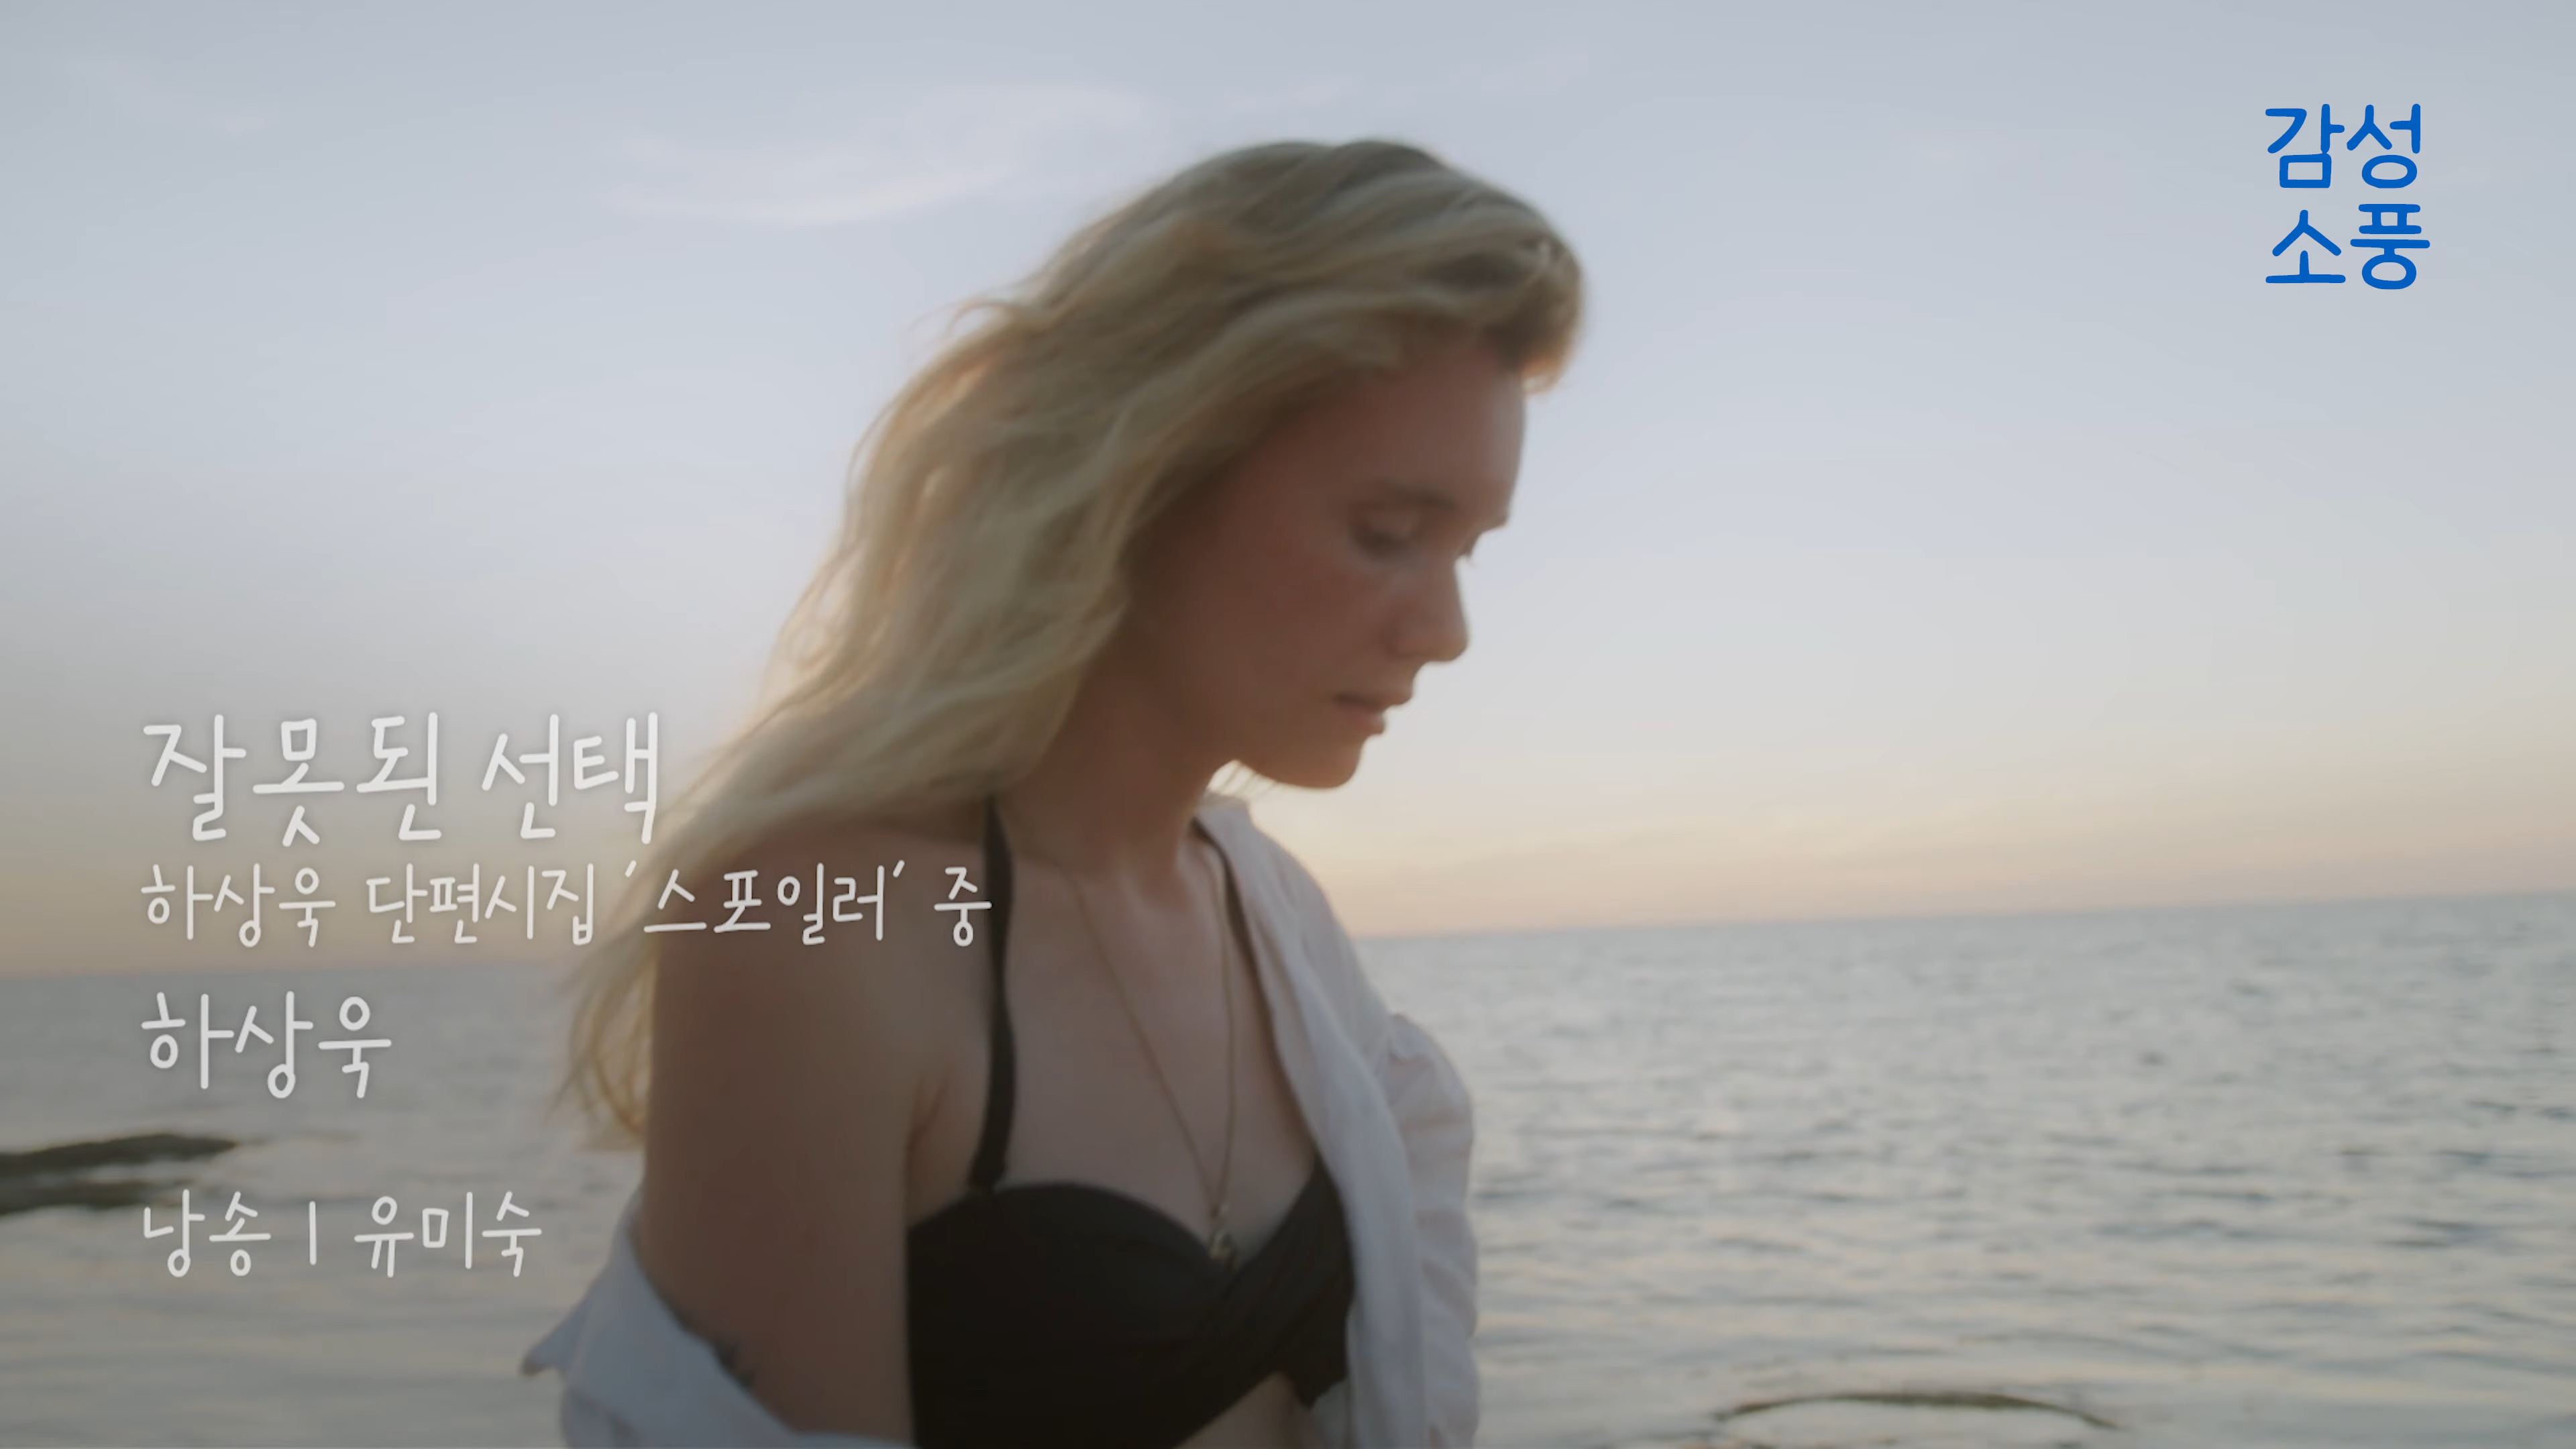 감성
소풍
잘못된 선택
하상욱 단편시집 '스포일러' 중
하상욱
낭송 | 유미숙